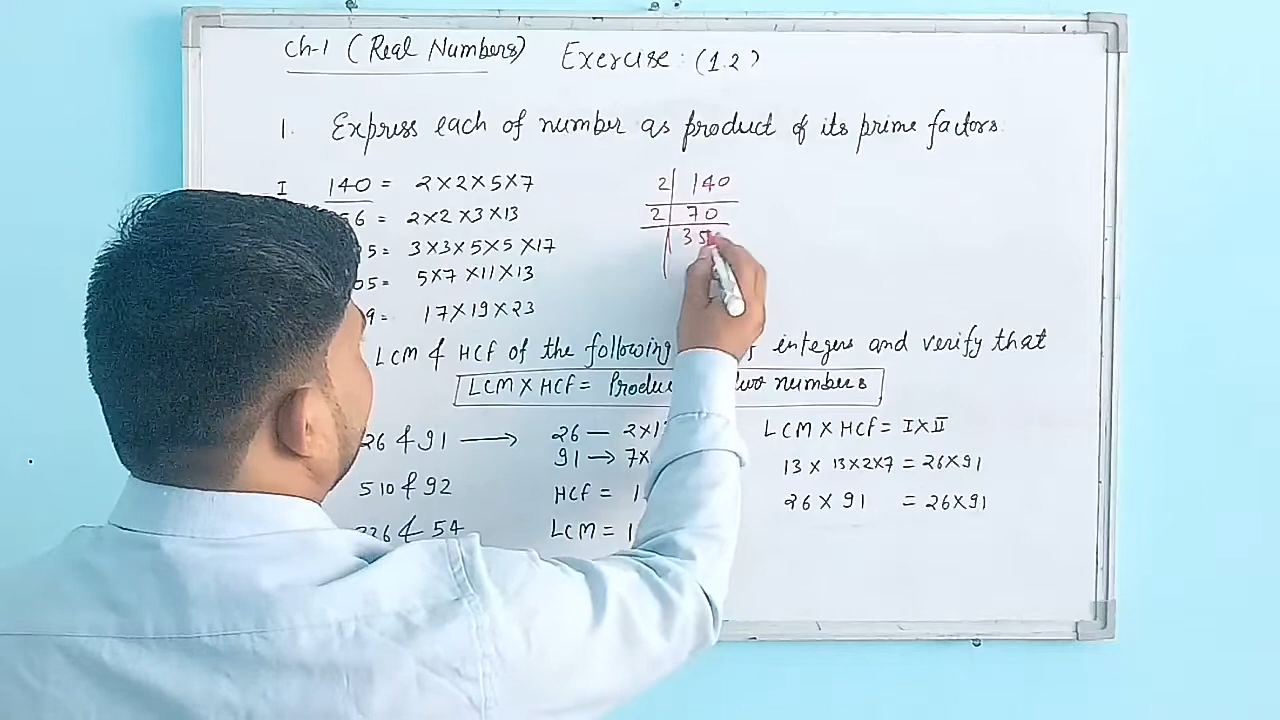 Ch-1 (Real Numbers) Exercise : (1.2)
1. Express each of number as product of its prime factors.
I 140 = 2×2×5×7
56 = 2×2×3×13
5 = 3×3×5×5×17
05 = 5×7×11×13
9 = 17×19×23
2 | 140
2 | 70
35
LCM & HCF of the following integers and verify that
LCM × HCF = two numbers
26 & 91 → 26 — 2×1
91 → 7×
510 & 92 HCF = 1
& 54 LCM = 1
LCM × HCF = I × II
13 × 13×2×7 = 26×91
26 × 91 = 26×91